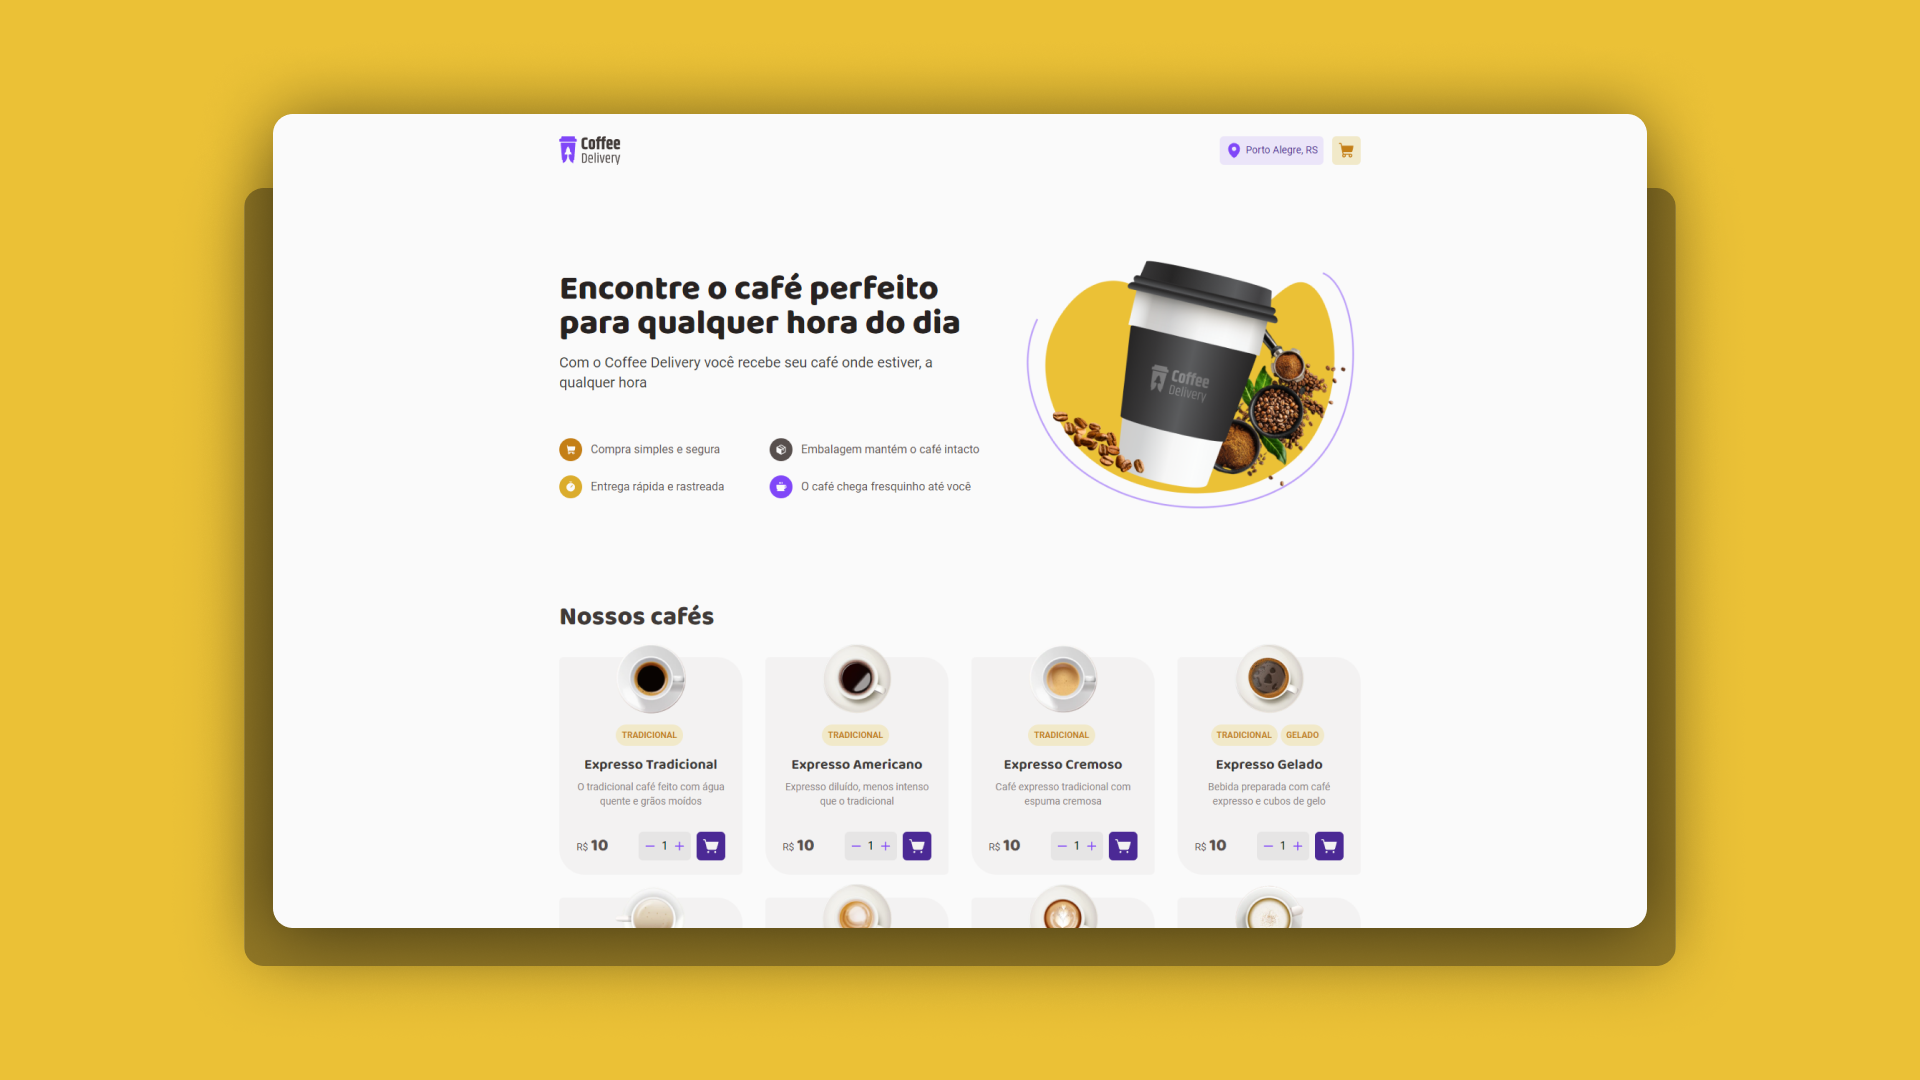 Coffee
Delivery
Porto Alegre, RS
Encontre o café perfeito
para qualquer hora do dia
Com o Coffee Delivery você recebe seu café onde estiver, a
qualquer hora
Coffee
Delivery
Compra simples e segura
Embalagem mantém o café intacto
Entrega rápida e rastreada
O café chega fresquinho até você
Nossos cafés
TRADICIONAL
Expresso Tradicional
O tradicional café feito com água
quente e grãos moídos
R$ 10
1
TRADICIONAL
Expresso Americano
Expresso diluído, menos intenso
que o tradicional
R$ 10
1
TRADICIONAL
Expresso Cremoso
Café expresso tradicional com
espuma cremosa
R$ 10
1
TRADICIONAL GELADO
Expresso Gelado
Bebida preparada com café
expresso e cubos de gelo
R$ 10
1